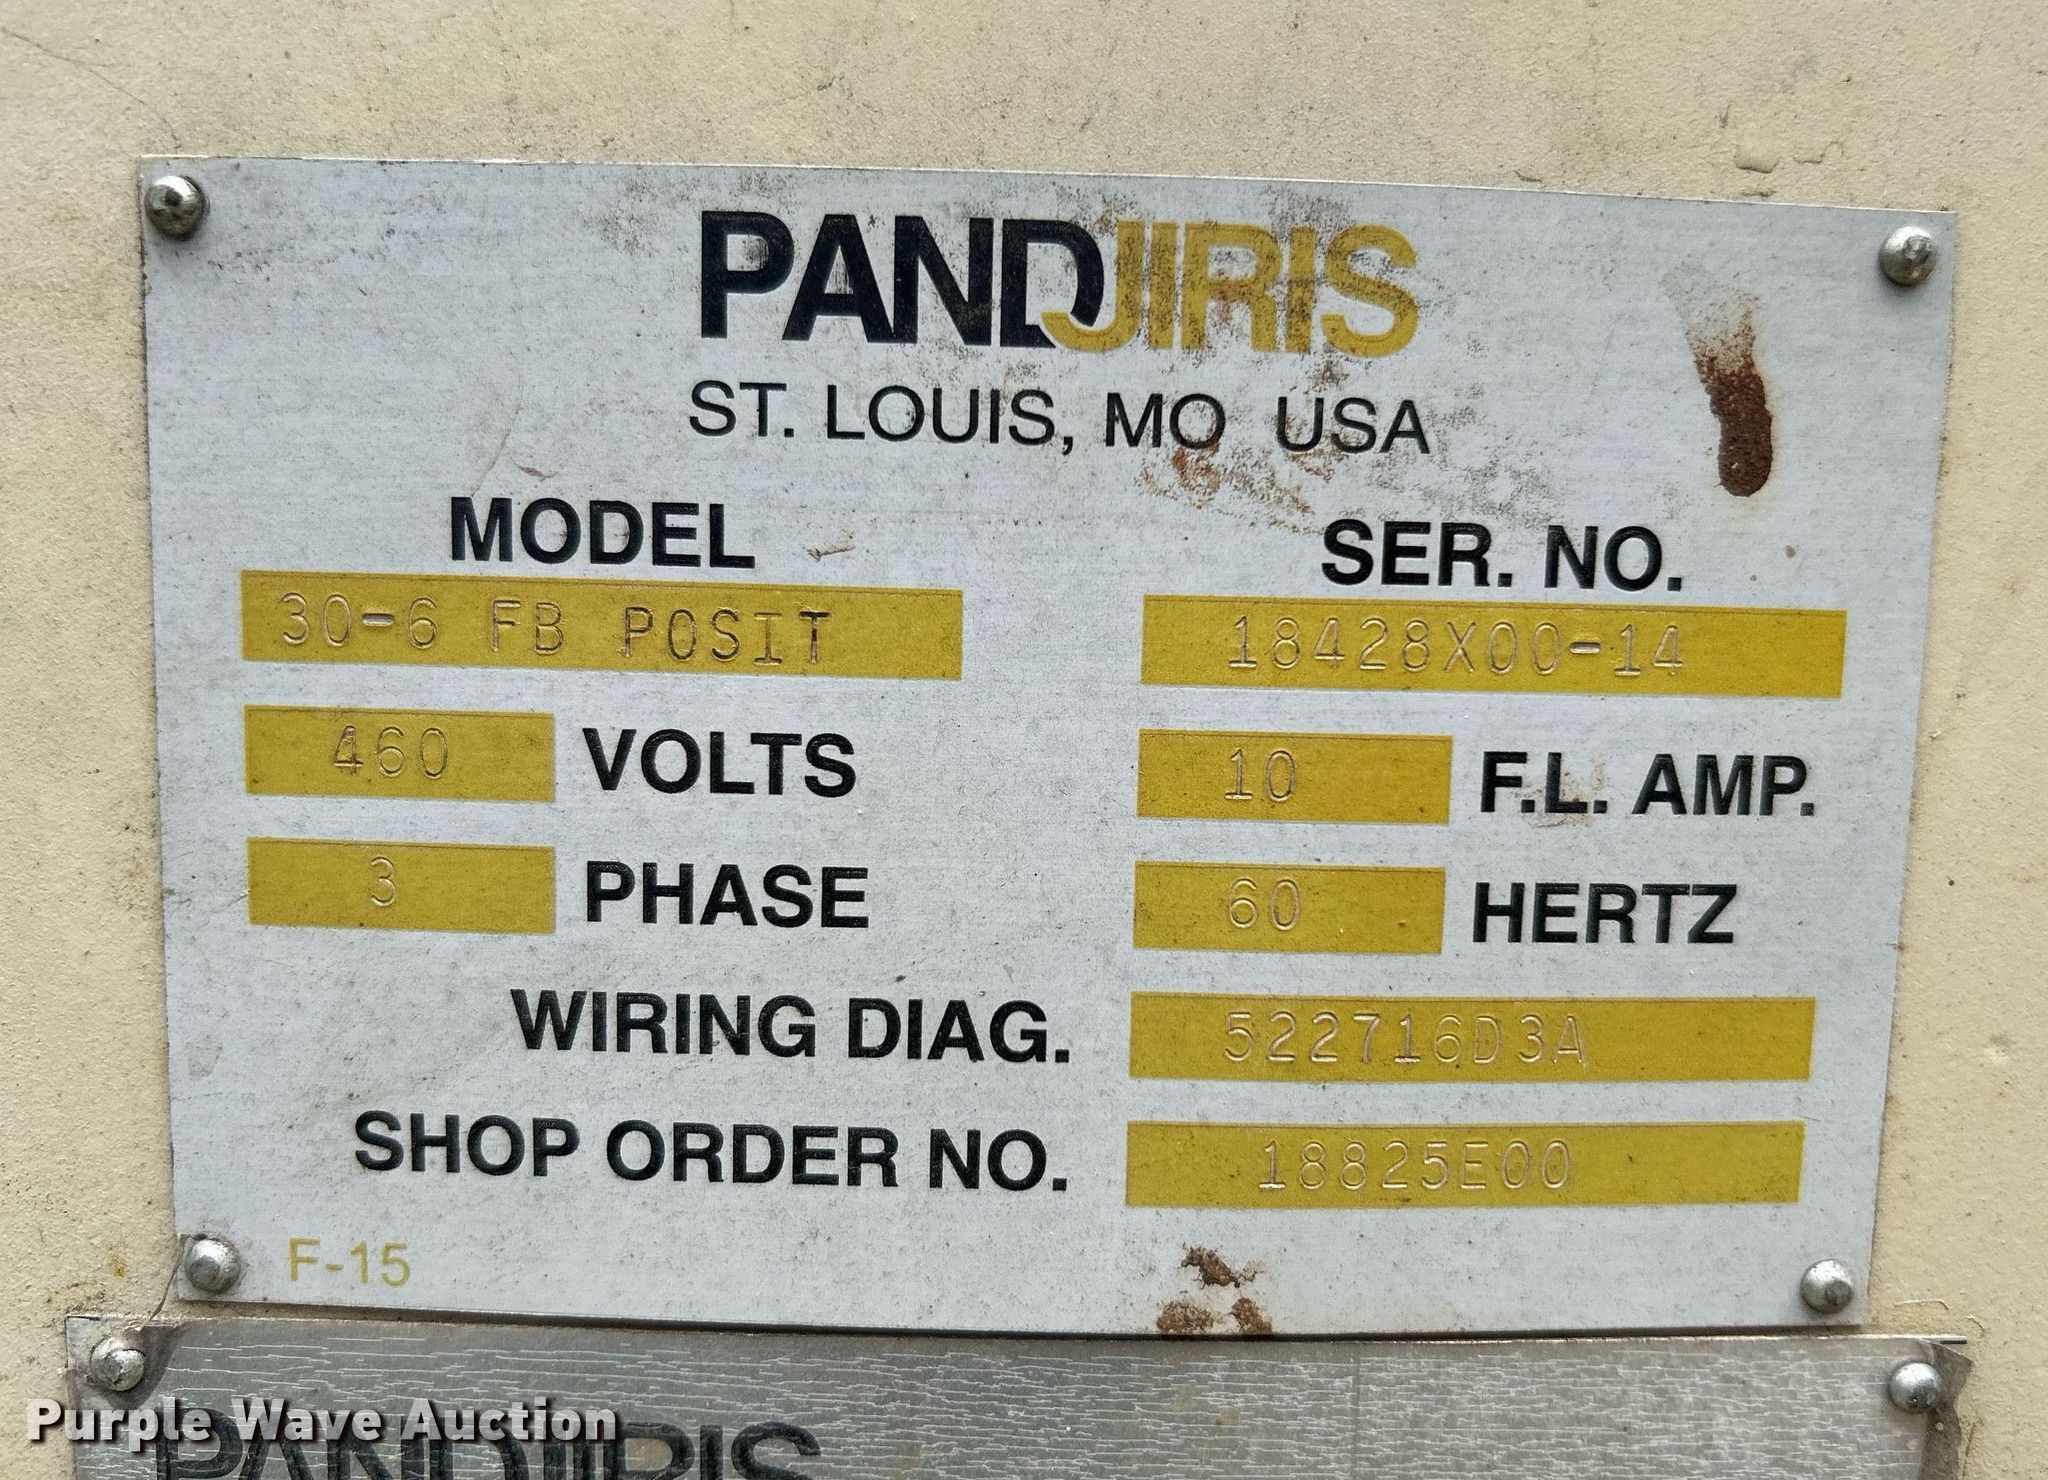 PANDJIRIS
ST. LOUIS, MO USA
MODEL
30-6 FB POSIT
SER. NO.
18428X00-14
460 VOLTS
10 F.L. AMP.
3 PHASE
60 HERTZ
WIRING DIAG. 522716D3A
SHOP ORDER NO. 18825E00
F-15
PANDJIRIS
Purple Wave Auction